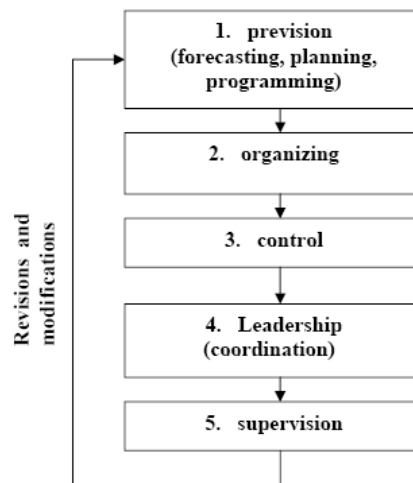 1. prevision
(forecasting, planning,
programming)
2. organizing
3. control
4. Leadership
(coordination)
5. supervision
Revisions and
modifications